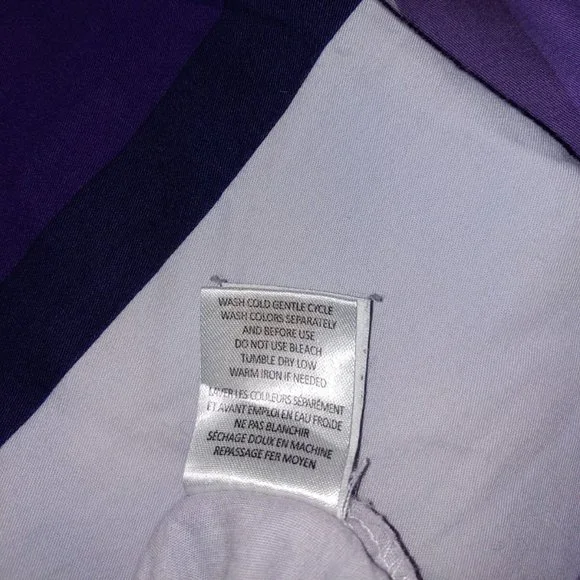 WASH COLD GENTLE CYCLE
WASH COLORS SEPARATELY
AND BEFORE USE
DO NOT USE BLEACH
TUMBLE DRY LOW
WARM IRON IF NEEDED
LAVER LES COULEURS SÉPARÉMENT
ET AVANT EMPLOI EN EAU FROIDE
NE PAS BLANCHIR
SÉCHAGE DOUX EN MACHINE
REPASSAGE FER MOYEN